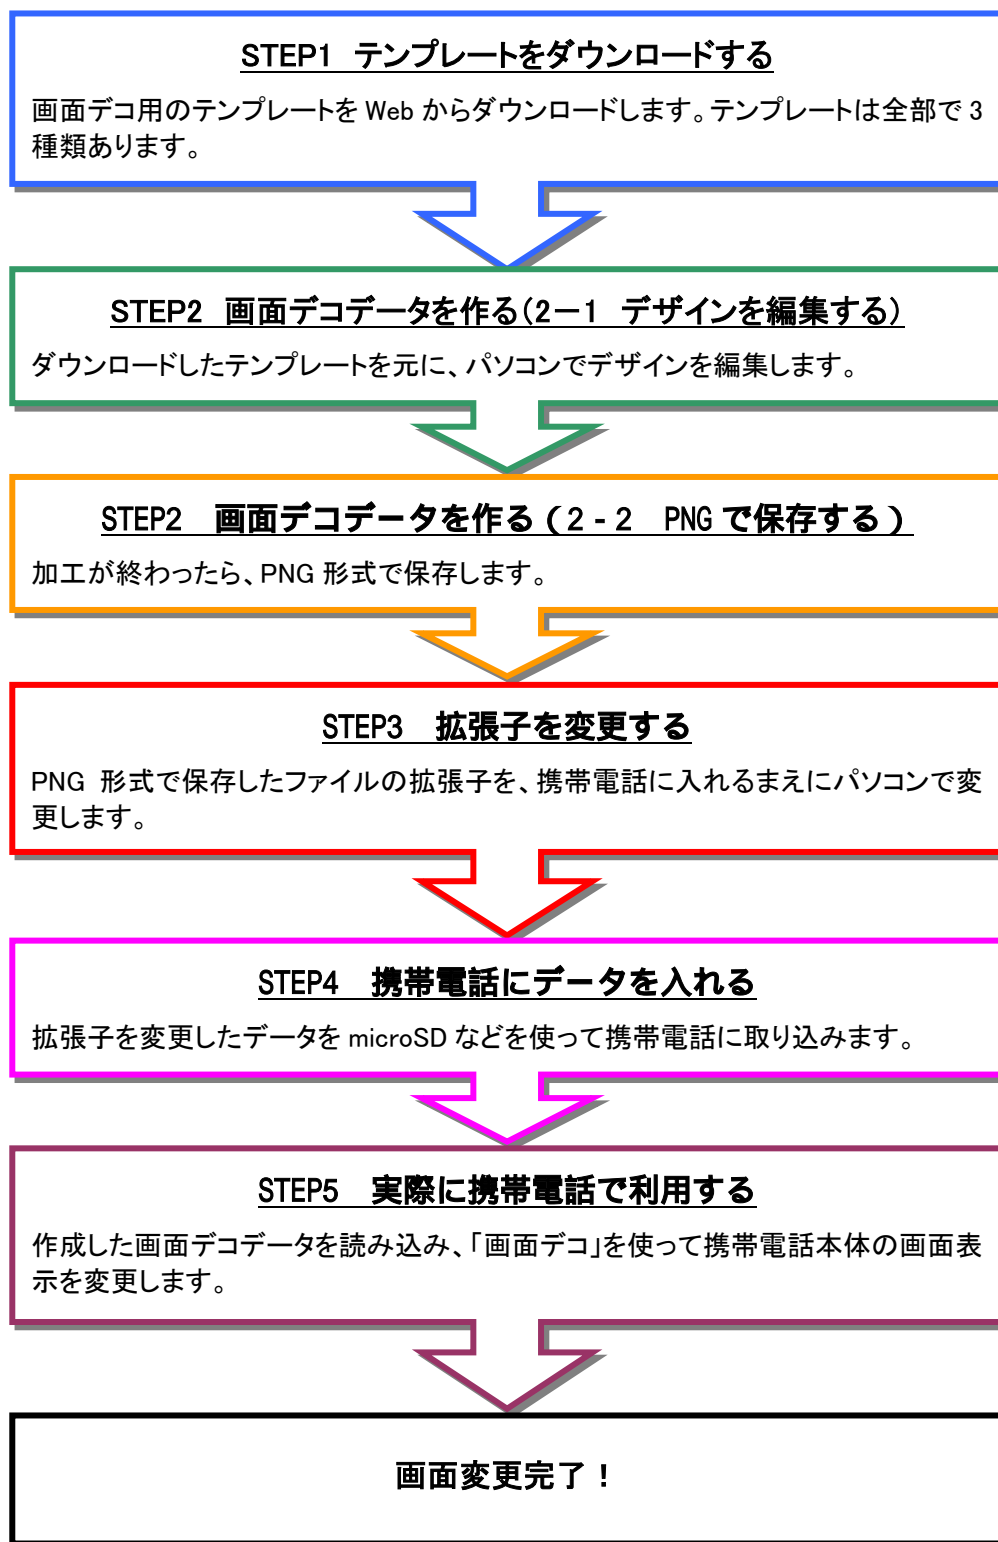 STEP1　テンプレートをダウンロードする
画面デコ用のテンプレートを Web からダウンロードします。テンプレートは全部で 3
種類あります。
STEP2　画面デコデータを作る（2－1　デザインを編集する）
ダウンロードしたテンプレートを元に、パソコンでデザインを編集します。
STEP2　画面デコデータを作る（2‐2　PNG で保存する）
加工が終わったら、PNG 形式で保存します。
STEP3　拡張子を変更する
PNG 形式で保存したファイルの拡張子を、携帯電話に入れるまえにパソコンで変
更します。
STEP4　携帯電話にデータを入れる
拡張子を変更したデータを microSD などを使って携帯電話に取り込みます。
STEP5　実際に携帯電話で利用する
作成した画面デコデータを読み込み、「画面デコ」を使って携帯電話本体の画面表
示を変更します。
画面変更完了！